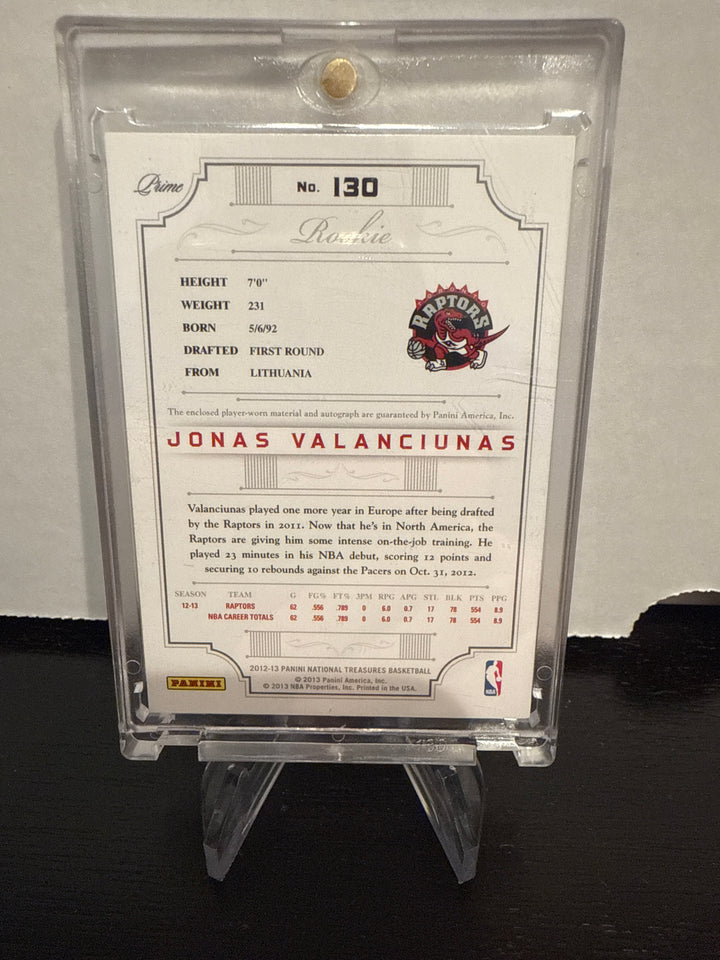 Prime
No. 130
Rookie
HEIGHT 7'0"
WEIGHT 231
BORN 5/6/92
DRAFTED FIRST ROUND
FROM LITHUANIA
RAPTORS
The enclosed player-worn material and autograph are guaranteed by Panini America, Inc.
JONAS VALANCIUNAS
Valanciunas played one more year in Europe after being drafted
by the Raptors in 2011. Now that he's in North America, the
Raptors are giving him some intense on-the-job training. He
played 23 minutes in his NBA debut, scoring 12 points and
securing 10 rebounds against the Pacers on Oct. 31, 2012.
SEASON TEAM G FG% FT% 3PM RPG APG STL BLK PTS PPG
12-13 RAPTORS 62 .556 .789 0 6.0 0.7 17 78 554 8.9
NBA CAREER TOTALS 62 .556 .789 0 6.0 0.7 17 78 554 8.9
2012-13 PANINI NATIONAL TREASURES BASKETBALL
© 2013 Panini America, Inc.
© 2013 NBA Properties, Inc. Printed in the USA.
PANINI
NBA